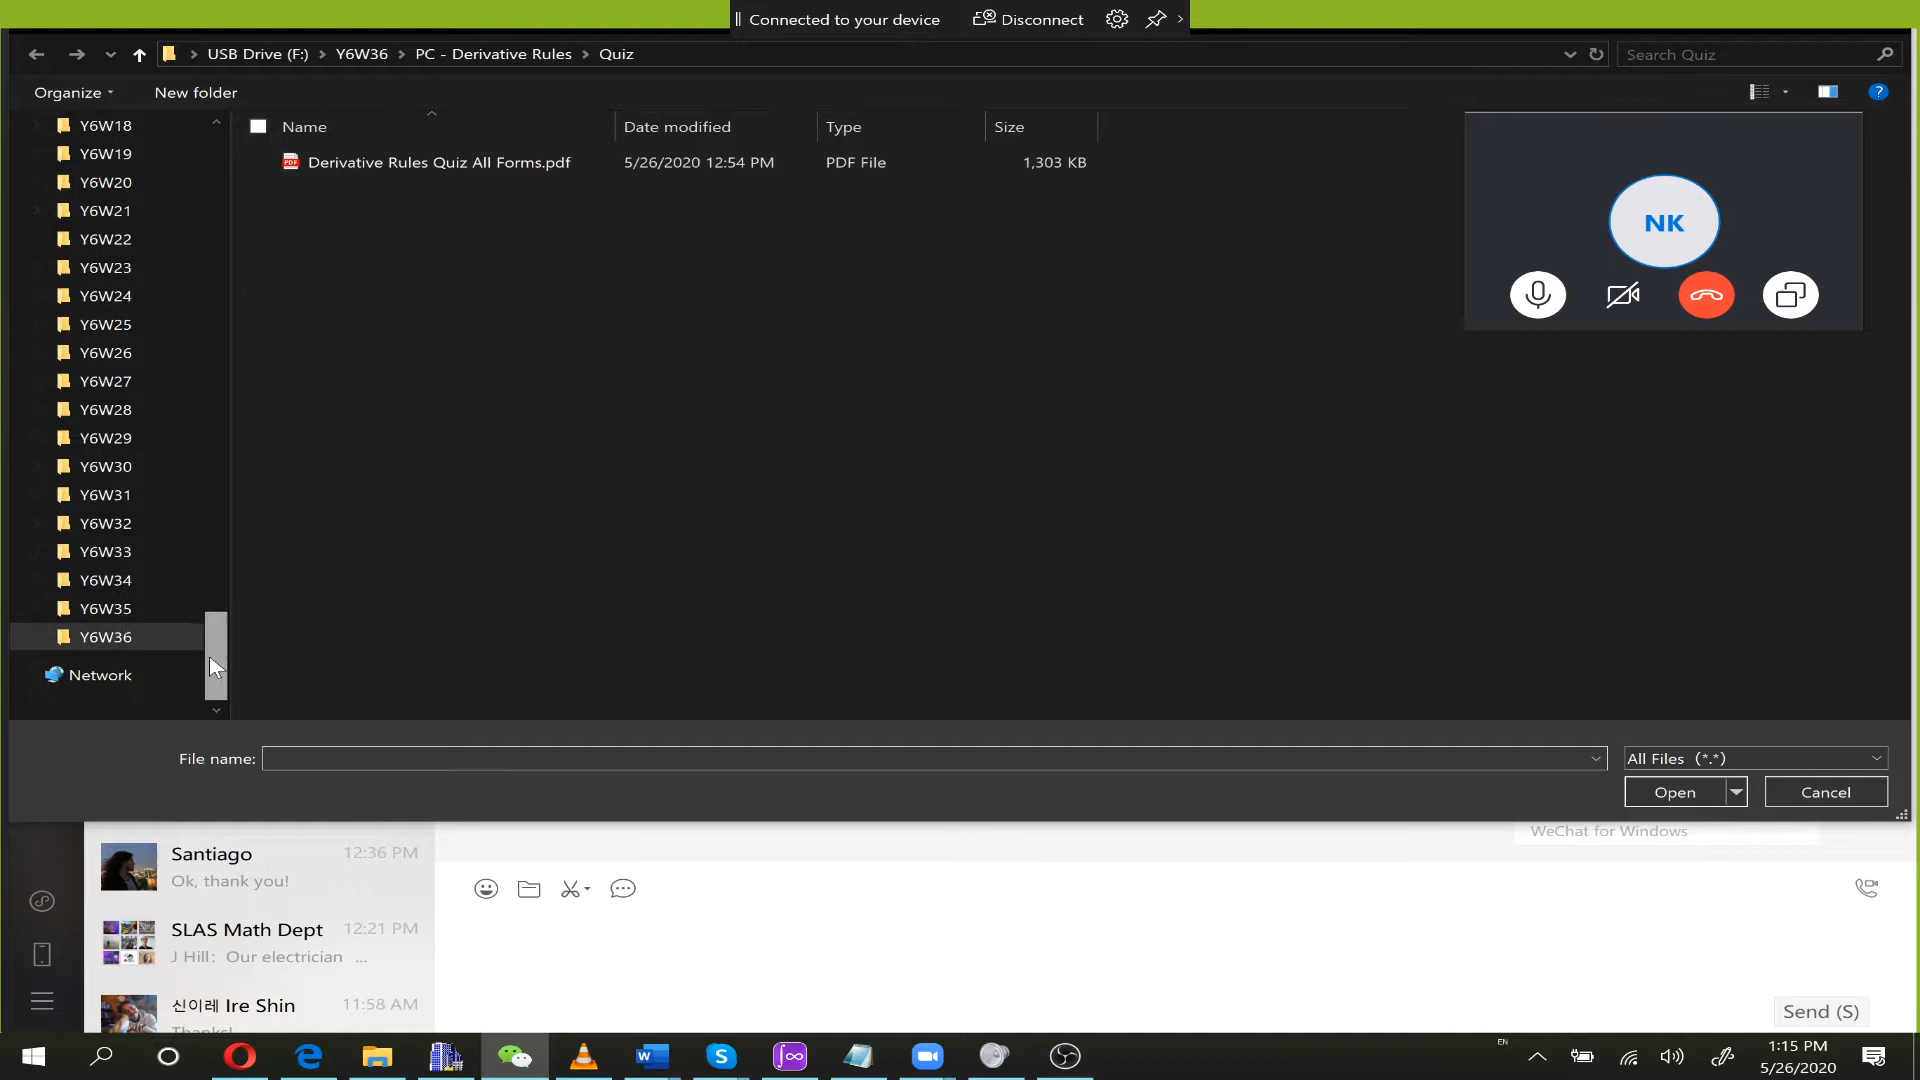 Connected to your device
Disconnect
USB Drive (F:) > Y6W36 > PC - Derivative Rules > Quiz
Search Quiz
Organize
New folder
Name
Date modified
Type
Size
Derivative Rules Quiz All Forms.pdf
5/26/2020 12:54 PM
PDF File
1,303 KB
NK
Y6W18
Y6W19
Y6W20
Y6W21
Y6W22
Y6W23
Y6W24
Y6W25
Y6W26
Y6W27
Y6W28
Y6W29
Y6W30
Y6W31
Y6W32
Y6W33
Y6W34
Y6W35
Y6W36
Network
File name:
All Files (*.*)
Open
Cancel
WeChat for Windows
Santiago
12:36 PM
Ok, thank you!
SLAS Math Dept
12:21 PM
J Hill: Our electrician ...
신이레 Ire Shin
11:58 AM
Thanks!
Send (S)
EN
1:15 PM
5/26/2020